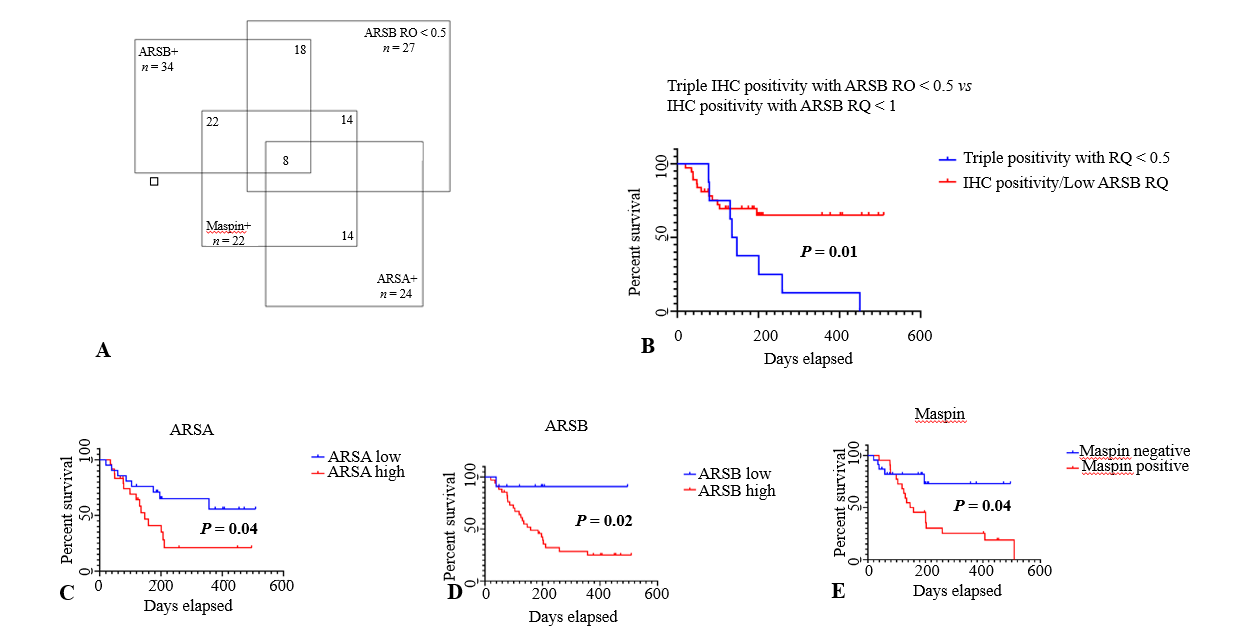 ARSB+
n = 34
18
ARSB RO < 0.5
n = 27
22
14
8
Maspin+
n = 22
14
ARSA+
n = 24
A
Triple IHC positivity with ARSB RO < 0.5 vs
IHC positivity with ARSB RQ < 1
Triple positivity with RQ < 0.5
IHC positivity/Low ARSB RQ
P = 0.01
Percent survival
100
50
0
0 200 400 600
Days elapsed
B
ARSA
ARSA low
ARSA high
P = 0.04
Percent survival
100
50
0
0 200 400 600
Days elapsed
C
ARSB
ARSB low
ARSB high
P = 0.02
Percent survival
100
50
0
0 200 400 600
Days elapsed
D
Maspin
Maspin negative
Maspin positive
P = 0.04
Percent survival
100
50
0
0 200 400 600
Days elapsed
E